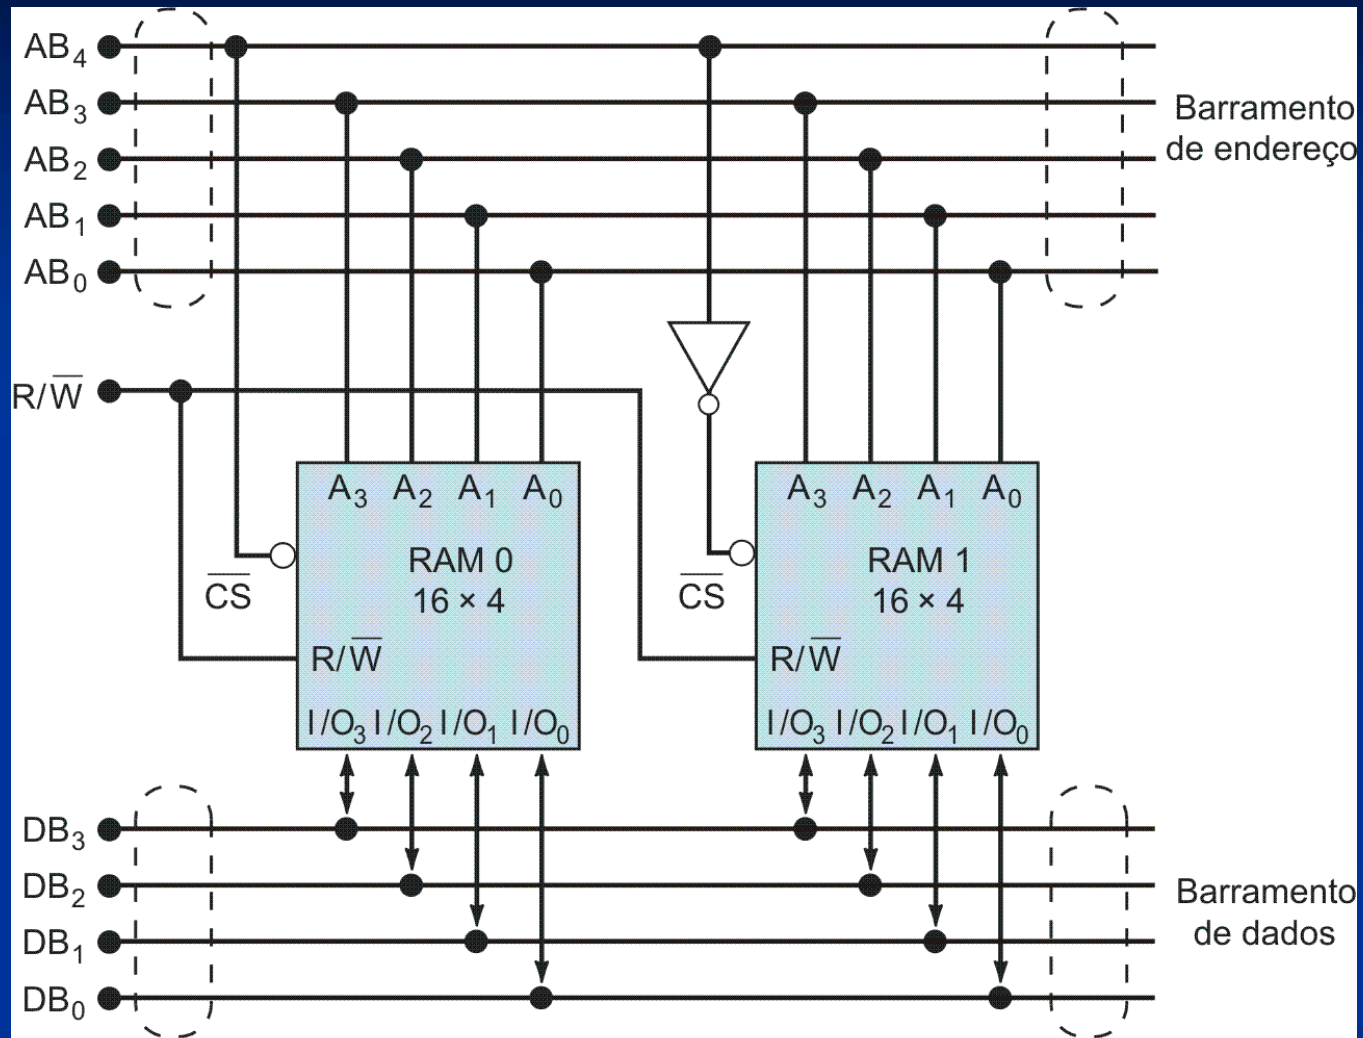 AB₄
AB₃
Barramento
de endereço
AB₂
AB₁
AB₀
R/W̅
A₃ A₂ A₁ A₀
RAM 0
16 × 4
C̅S̅
R/W̅
I/O₃ I/O₂ I/O₁ I/O₀
A₃ A₂ A₁ A₀
RAM 1
16 × 4
C̅S̅
R/W̅
I/O₃ I/O₂ I/O₁ I/O₀
DB₃
DB₂
Barramento
de dados
DB₁
DB₀